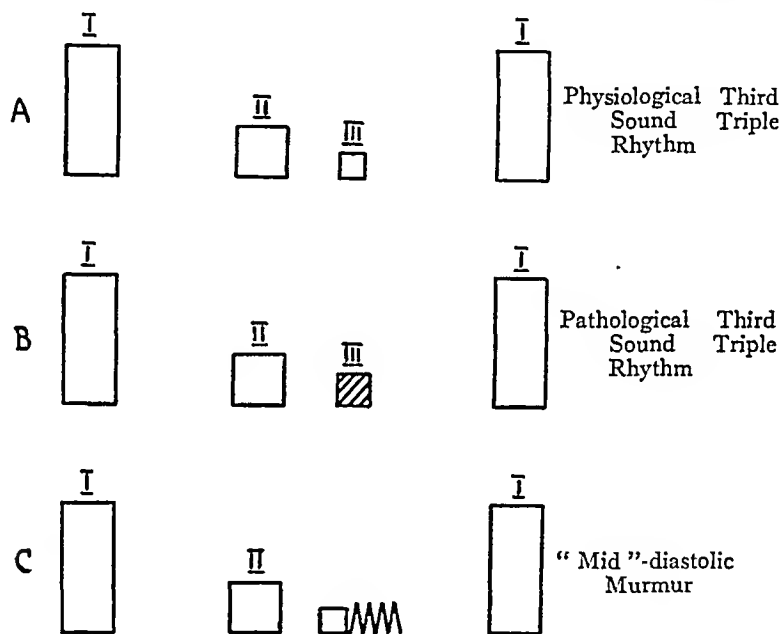 I
I
II
III
A
Physiological Third
Sound Triple
Rhythm
I
I
II
III
B
Pathological Third
Sound Triple
Rhythm
I
I
II
C
“ Mid ”-diastolic
Murmur